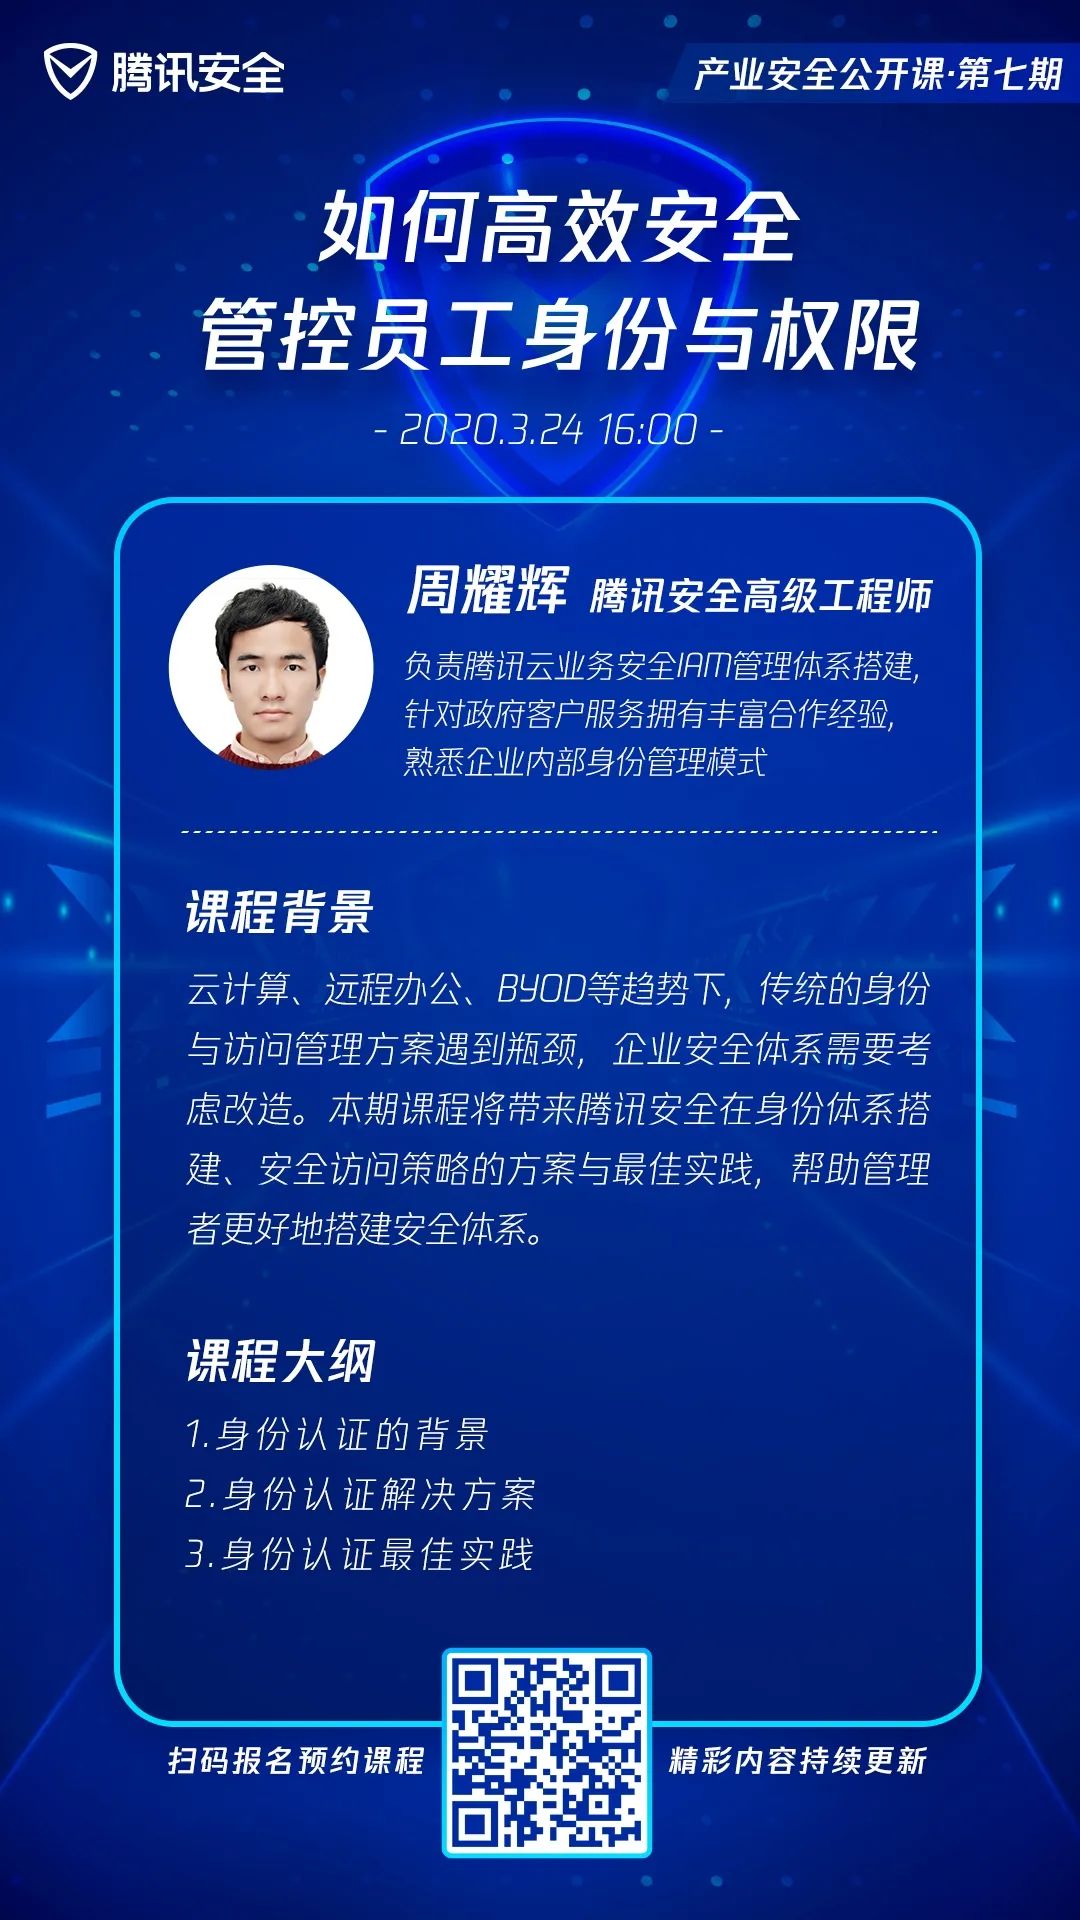 腾讯安全
产业安全公开课·第七期
如何高效安全
管控员工身份与权限
- 2020.3.24 16:00 -
周耀辉 腾讯安全高级工程师
负责腾讯云业务安全IAM管理体系搭建,
针对政府客户服务拥有丰富合作经验,
熟悉企业内部身份管理模式
课程背景
云计算、远程办公、BYOD等趋势下，传统的身份
与访问管理方案遇到瓶颈，企业安全体系需要考
虑改造。本期课程将带来腾讯安全在身份体系搭
建、安全访问策略的方案与最佳实践，帮助管理
者更好地搭建安全体系。
课程大纲
1.身份认证的背景
2.身份认证解决方案
3.身份认证最佳实践
扫码报名预约课程
精彩内容持续更新